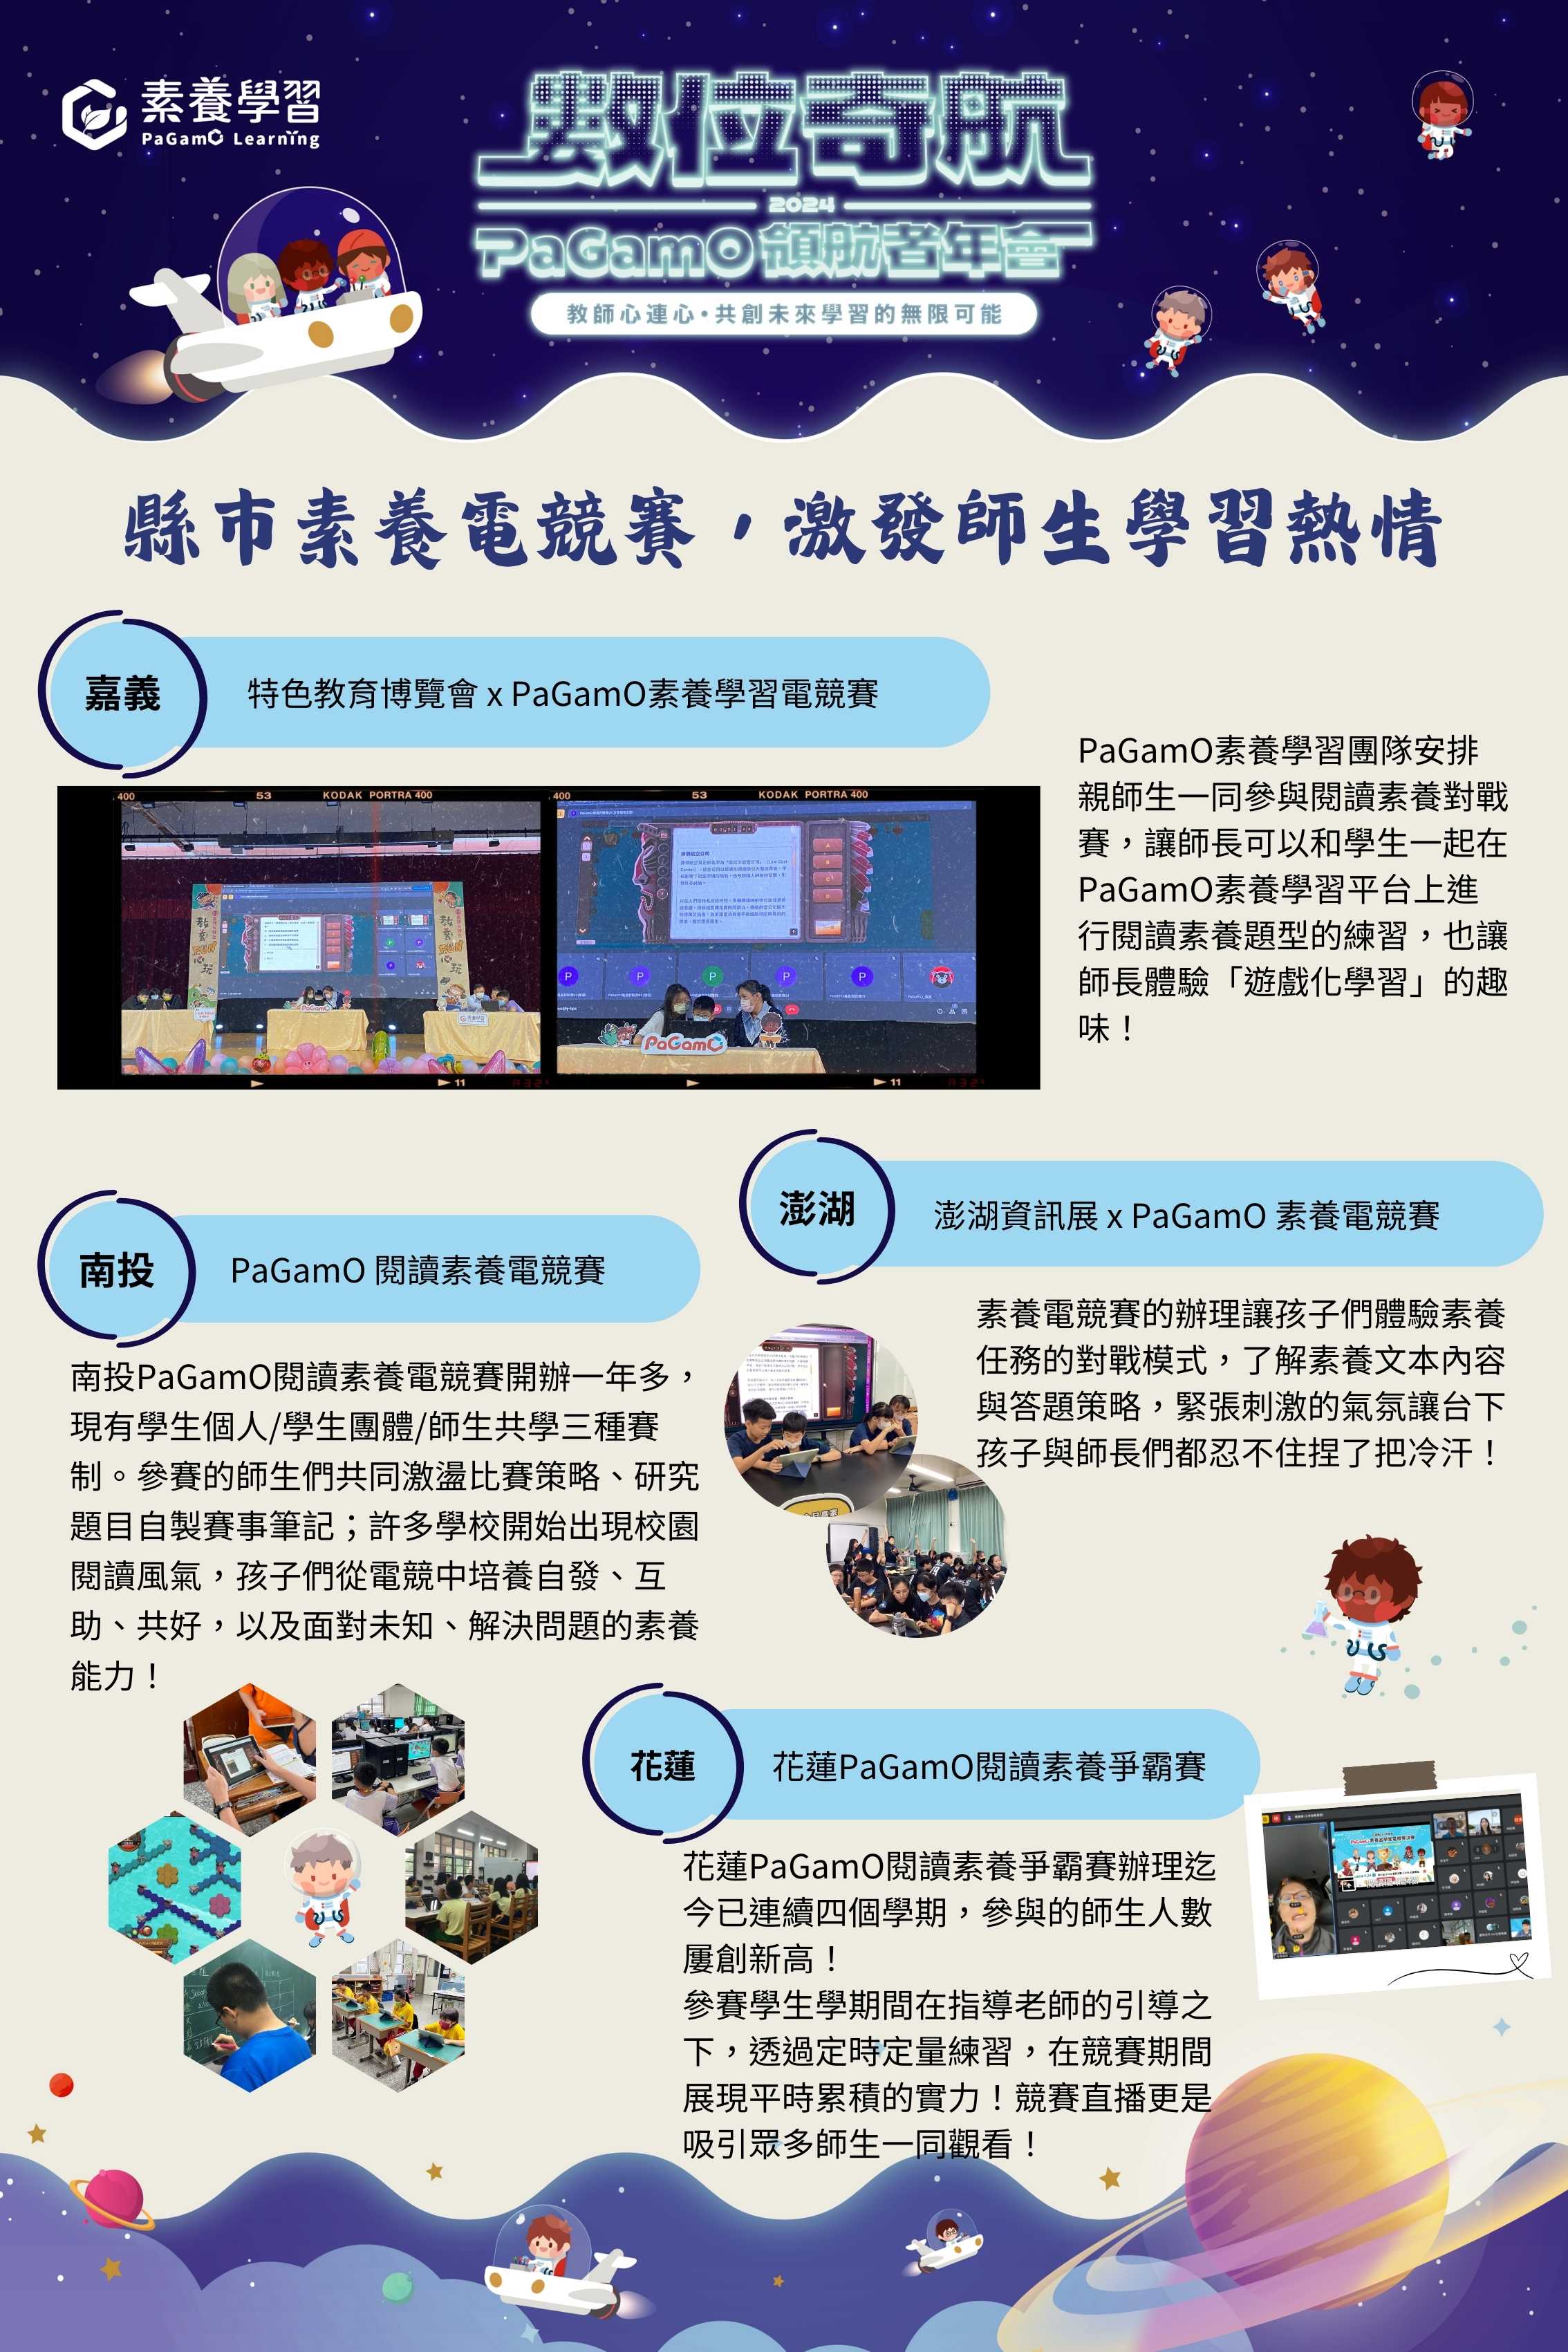 素養學習
PaGamO Learning
數位奇航
2024
PaGamO領航者年會
教師心連心•共創未來學習的無限可能
縣市素養電競賽，激發師生學習熱情
嘉義
特色教育博覽會 x PaGamO素養學習電競賽
400
53
KODAK PORTRA 400
400
53
KODAK PORTRA 400
PaGamO
PaGamO
11
11
PaGamO素養學習團隊安排
親師生一同參與閱讀素養對戰
賽，讓師長可以和學生一起在
PaGamO素養學習平台上進
行閱讀素養題型的練習，也讓
師長體驗「遊戲化學習」的趣
味！
南投
PaGamO 閱讀素養電競賽
南投PaGamO閱讀素養電競賽開辦一年多，
現有學生個人/學生團體/師生共學三種賽
制。參賽的師生們共同激盪比賽策略、研究
題目自製賽事筆記；許多學校開始出現校園
閱讀風氣，孩子們從電競中培養自發、互
助、共好，以及面對未知、解決問題的素養
能力！
澎湖
澎湖資訊展 x PaGamO 素養電競賽
素養電競賽的辦理讓孩子們體驗素養
任務的對戰模式，了解素養文本內容
與答題策略，緊張刺激的氣氛讓台下
孩子與師長們都忍不住捏了把冷汗！
花蓮
花蓮PaGamO閱讀素養爭霸賽
花蓮PaGamO閱讀素養爭霸賽辦理迄
今已連續四個學期，參與的師生人數
屢創新高！
參賽學生學期間在指導老師的引導之
下，透過定時定量練習，在競賽期間
展現平時累積的實力！競賽直播更是
吸引眾多師生一同觀看！